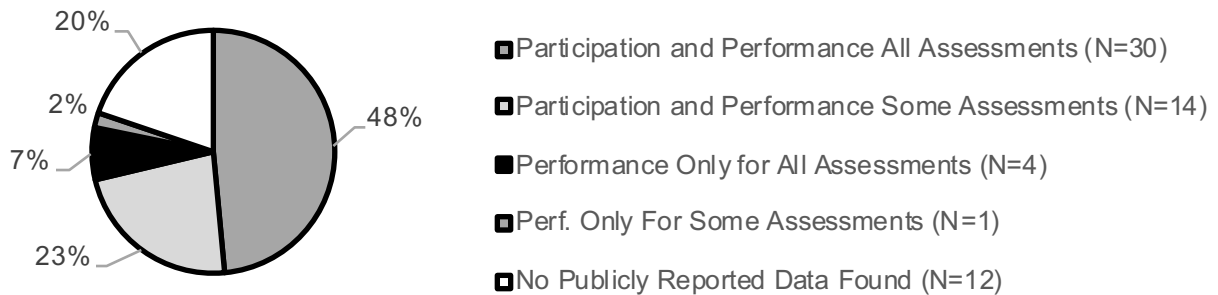 20%
2%
7%
23%
48%
Participation and Performance All Assessments (N=30)
Participation and Performance Some Assessments (N=14)
Performance Only for All Assessments (N=4)
Perf. Only For Some Assessments (N=1)
No Publicly Reported Data Found (N=12)